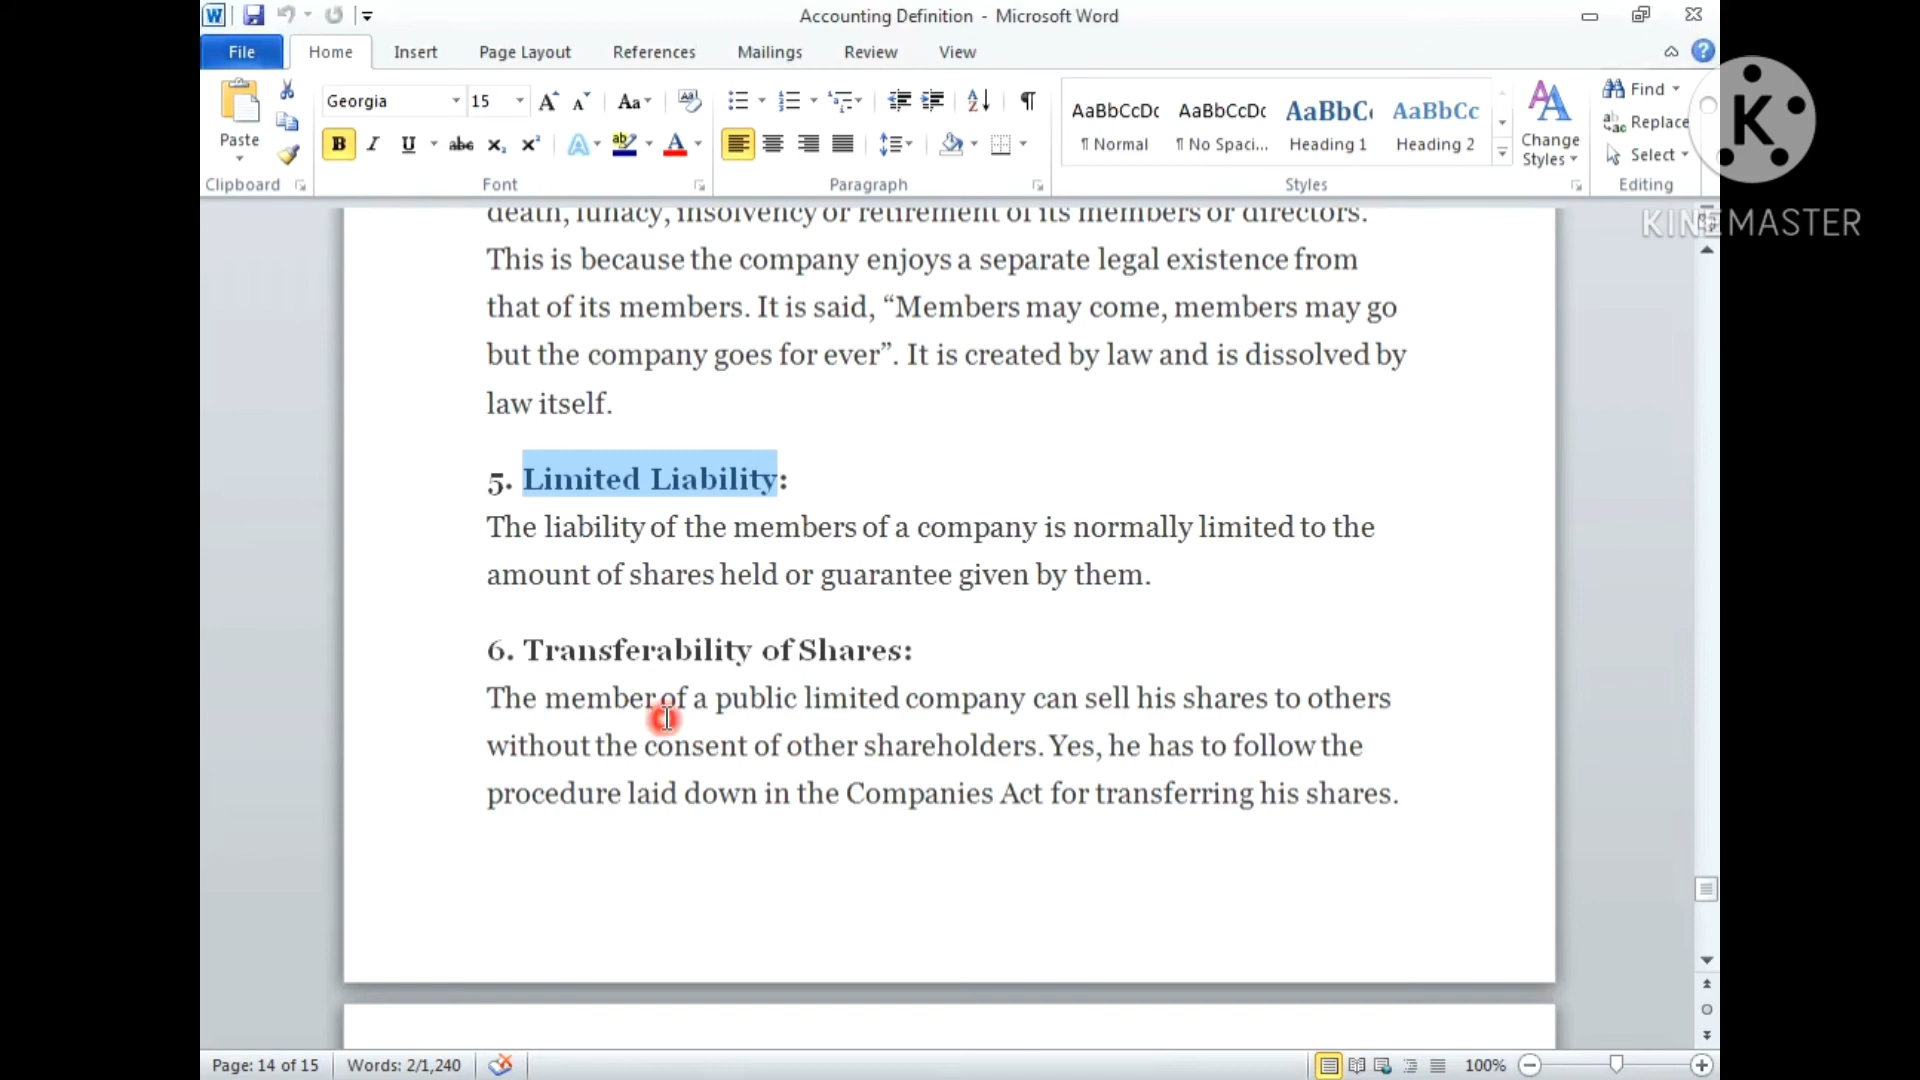 Accounting Definition - Microsoft Word
File Home Insert Page Layout References Mailings Review View
Georgia 15
Paste
Clipboard Font Paragraph Styles Editing
AaBbCcDc AaBbCcDc AaBbC AaBbCc
¶ Normal ¶ No Spaci... Heading 1 Heading 2
Change Styles
Find
Replace
Select
K
KINEMASTER
death, lunacy, insolvency or retirement of its members or directors.
This is because the company enjoys a separate legal existence from
that of its members. It is said, “Members may come, members may go
but the company goes for ever”. It is created by law and is dissolved by
law itself.
5. Limited Liability:
The liability of the members of a company is normally limited to the
amount of shares held or guarantee given by them.
6. Transferability of Shares:
The member of a public limited company can sell his shares to others
without the consent of other shareholders. Yes, he has to follow the
procedure laid down in the Companies Act for transferring his shares.
Page: 14 of 15 Words: 2/1,240 100%